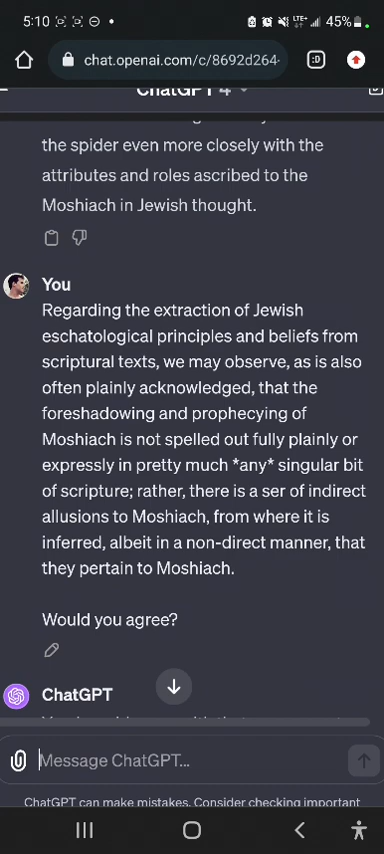 5:10
LTE+
45%
chat.openai.com/c/8692d264-
:D
ChatGPT 4
the spider even more closely with the
attributes and roles ascribed to the
Moshiach in Jewish thought.
You
Regarding the extraction of Jewish
eschatological principles and beliefs from
scriptural texts, we may observe, as is also
often plainly acknowledged, that the
foreshadowing and prophecying of
Moshiach is not spelled out fully plainly or
expressly in pretty much *any* singular bit
of scripture; rather, there is a ser of indirect
allusions to Moshiach, from where it is
inferred, albeit in a non-direct manner, that
they pertain to Moshiach.
Would you agree?
ChatGPT
Message ChatGPT...
ChatGPT can make mistakes. Consider checking important